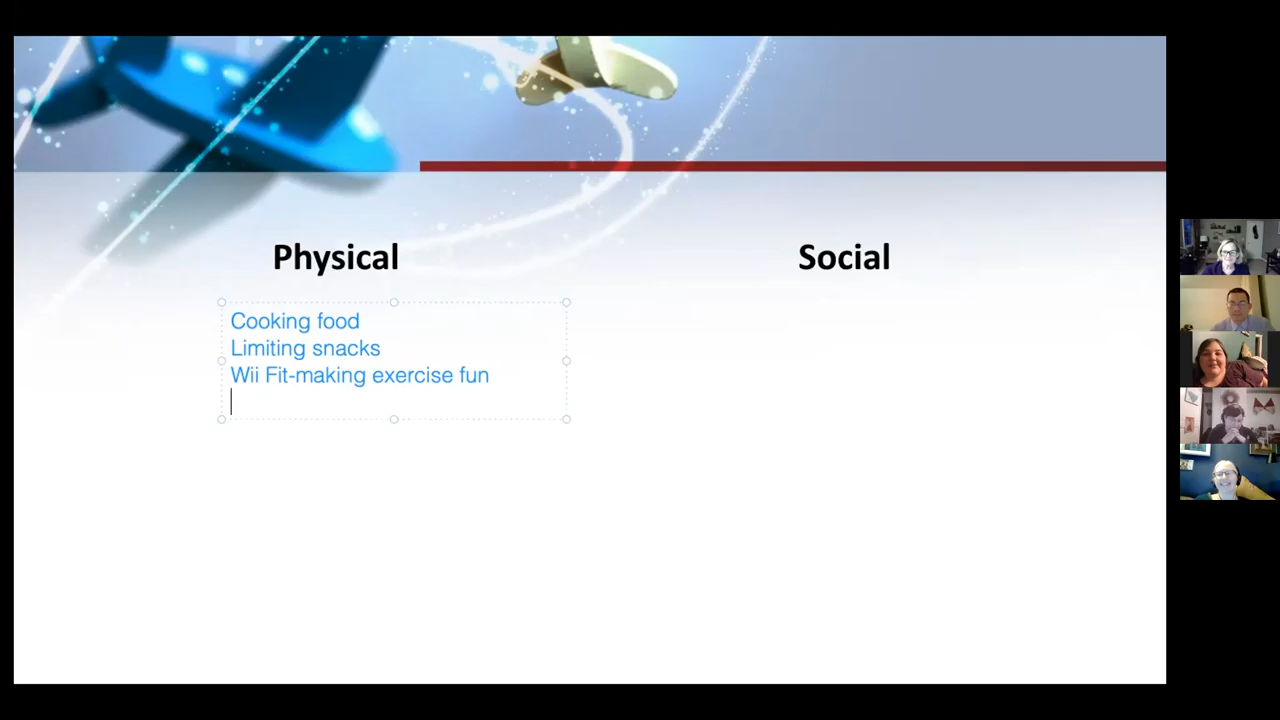 Physical
Social
Cooking food
Limiting snacks
Wii Fit-making exercise fun